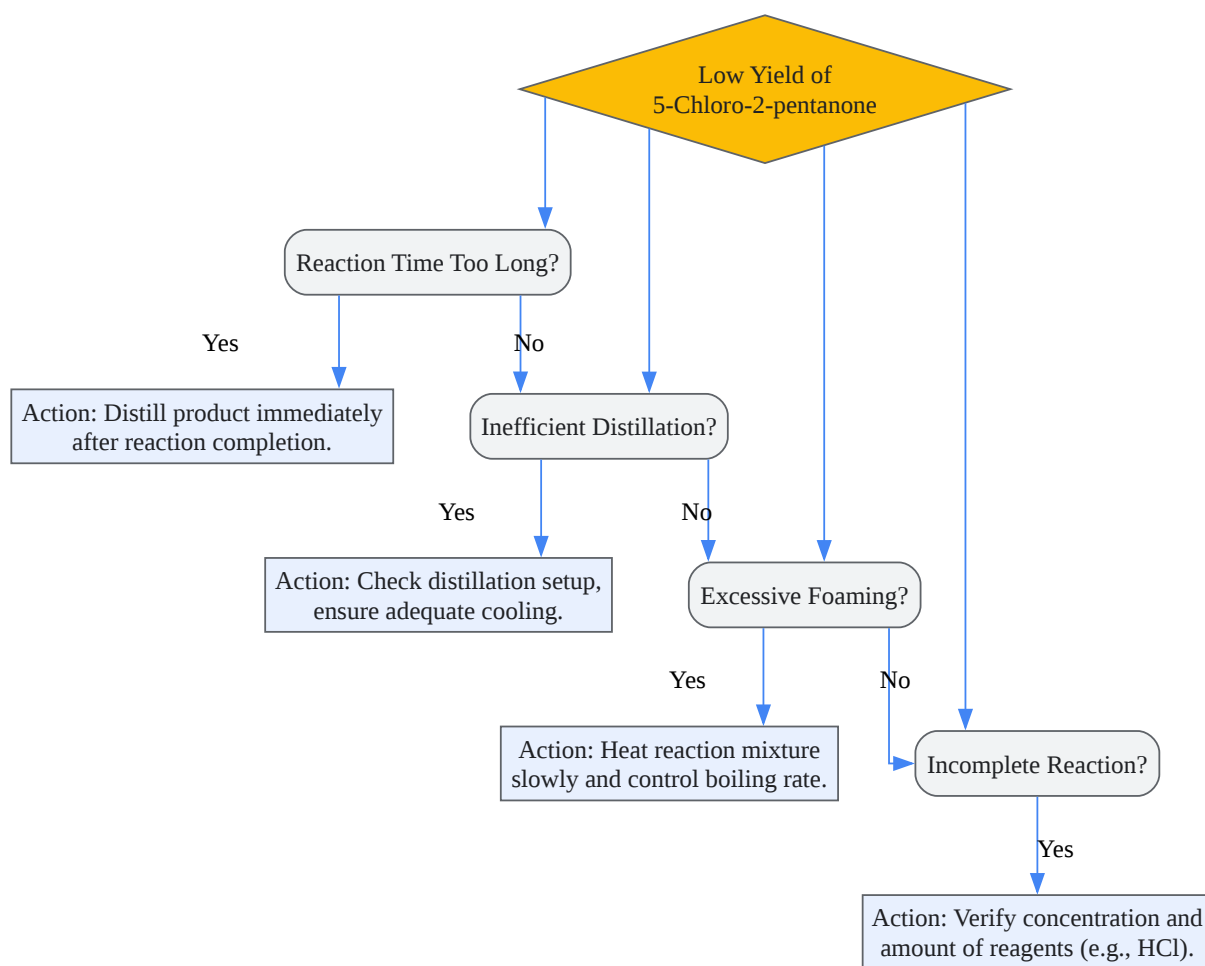 Low Yield of
5-Chloro-2-pentanone
Reaction Time Too Long?
Yes
No
Action: Distill product immediately
after reaction completion.
Inefficient Distillation?
Yes
No
Action: Check distillation setup,
ensure adequate cooling.
Excessive Foaming?
Yes
No
Action: Heat reaction mixture
slowly and control boiling rate.
Incomplete Reaction?
Yes
Action: Verify concentration and
amount of reagents (e.g., HCl).